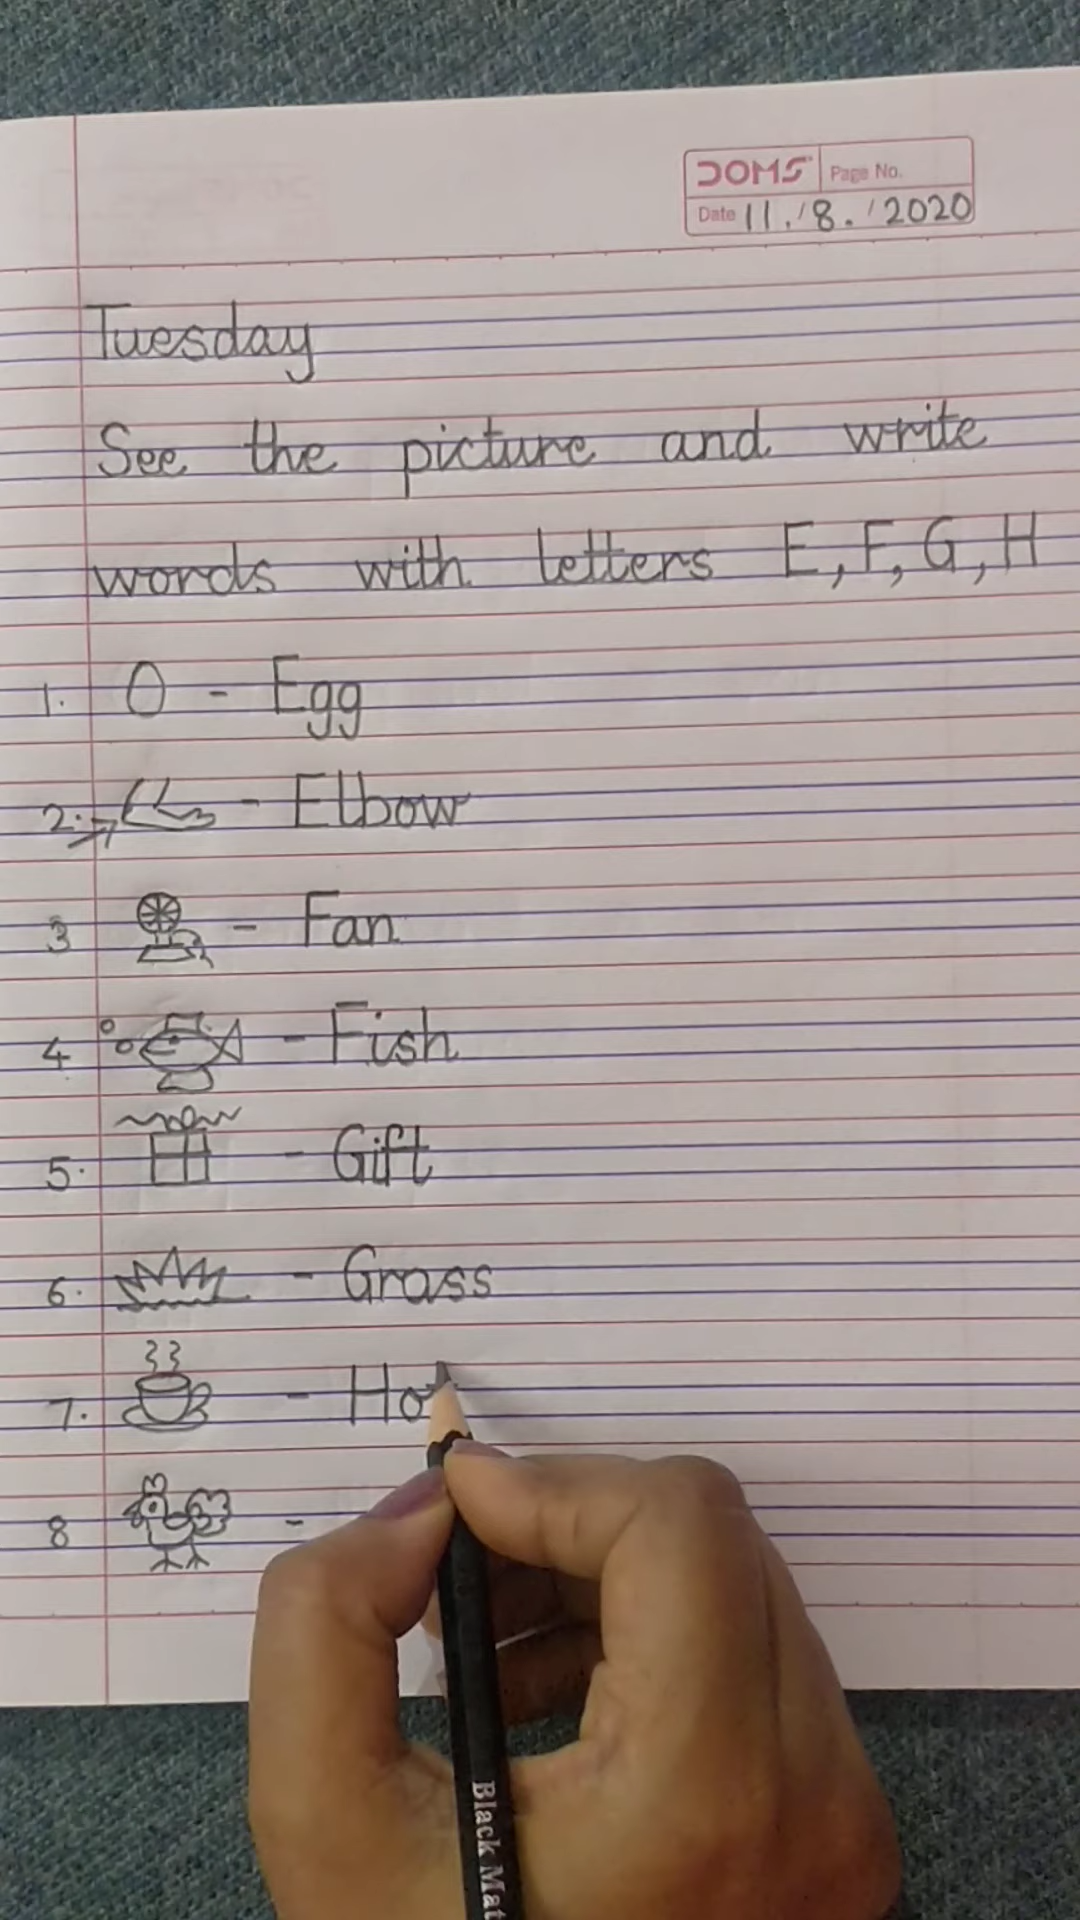 DOMS Page No.
Date 11/8/2020
Tuesday
See the picture and write
words with letters E, F, G, H
1. - Egg
2. - Elbow
3 - Fan
4 - Fish
5. - Gift
6. - Grass
7. - Hot
8 -
Black Mat